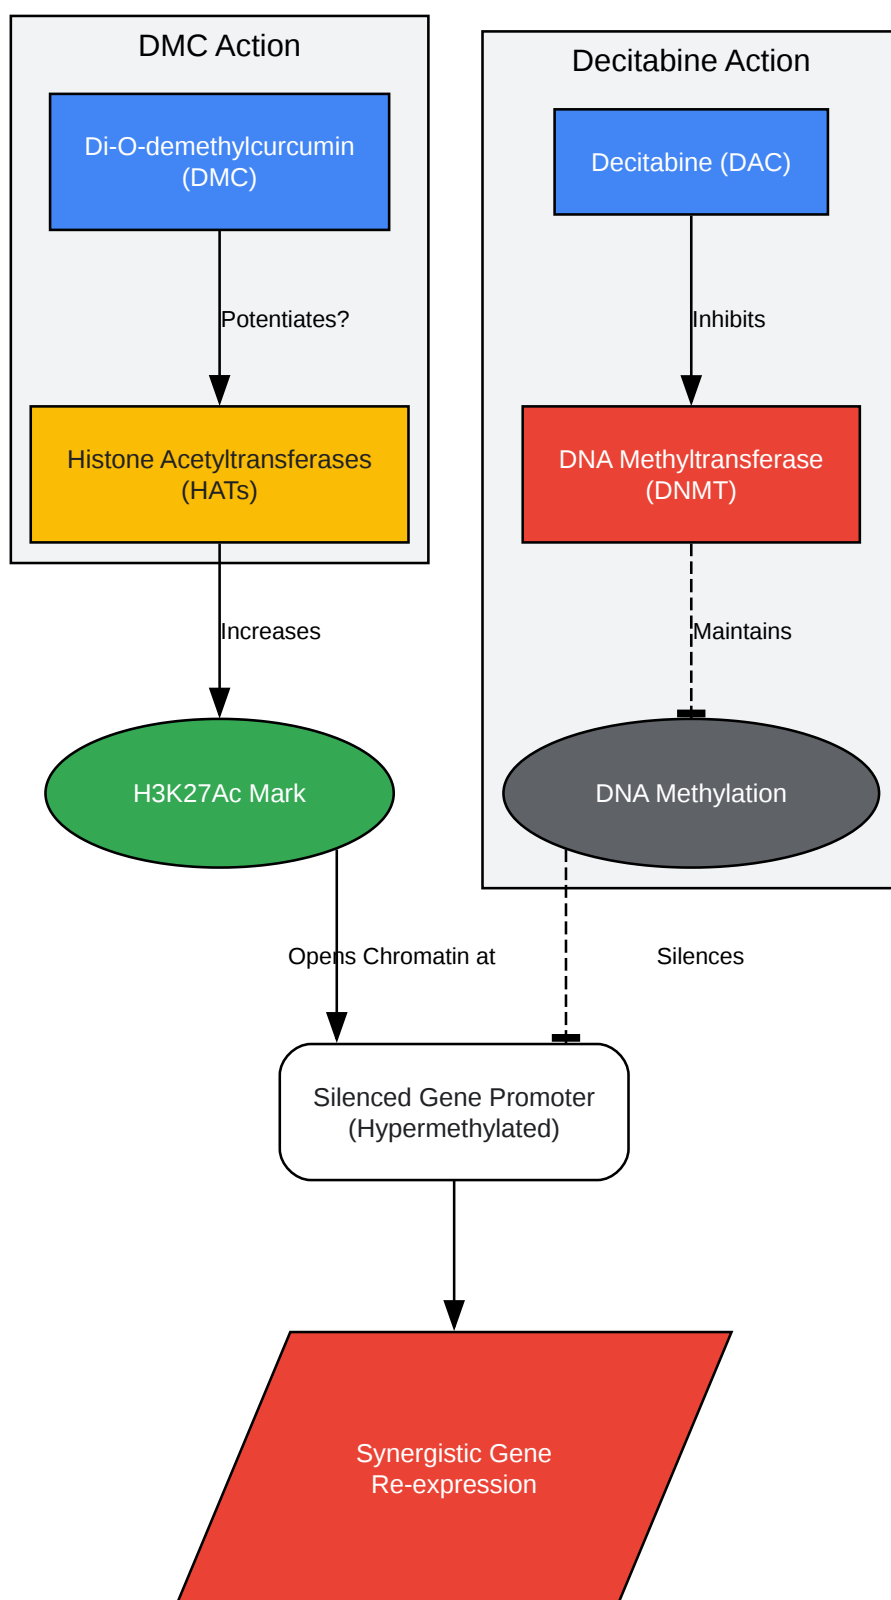 DMC Action
Di-O-demethylcurcumin
(DMC)
Potentiates?
Histone Acetyltransferases
(HATs)
Increases
H3K27Ac Mark
Opens Chromatin at
Decitabine Action
Decitabine (DAC)
Inhibits
DNA Methyltransferase
(DNMT)
Maintains
DNA Methylation
Silences
Silenced Gene Promoter
(Hypermethylated)
Synergistic Gene
Re-expression